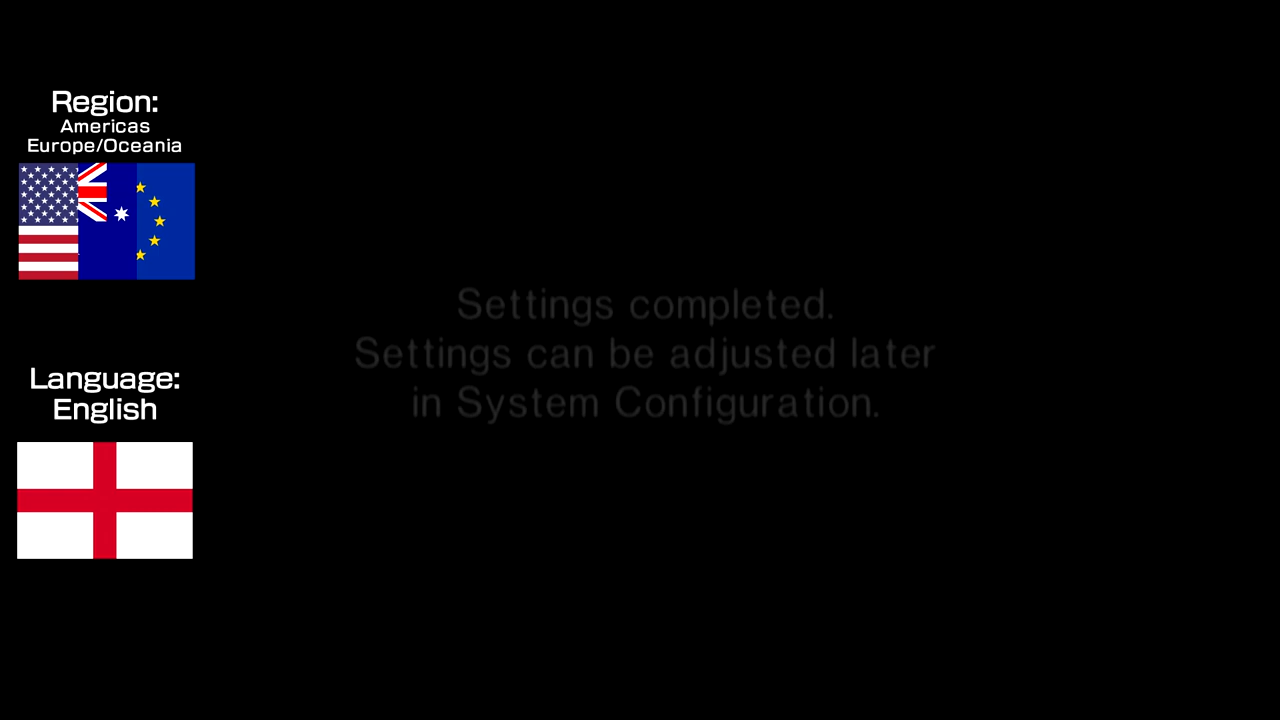 Region:
Americas
Europe/Oceania
Settings completed.
Settings can be adjusted later
in System Configuration.
Language:
English